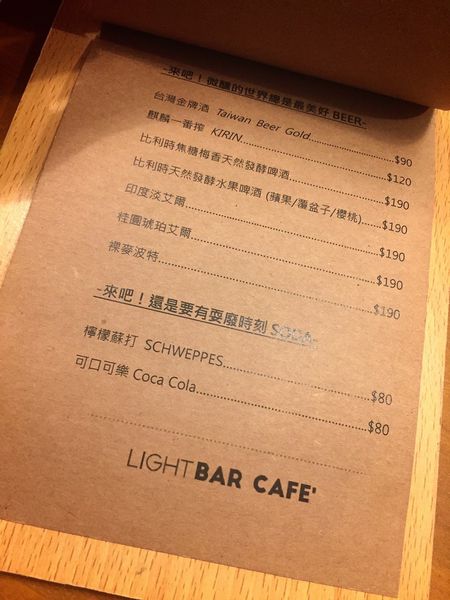 -來吧！微醺的世界總是最美好 BEER-
台灣金牌酒 Taiwan Beer Gold......$90
麒麟一番搾 KIRIN......$120
比利時焦糖梅香天然發酵啤酒......$190
比利時天然發酵水果啤酒 (蘋果/覆盆子/櫻桃)......$190
印度淡艾爾......$190
桂圓琥珀艾爾......$190
裸麥波特......$190
-來吧！還是要有耍廢時刻 SODA-
檸檬蘇打 SCHWEPPES......$80
可口可樂 Coca Cola......$80
LIGHTBAR CAFE'